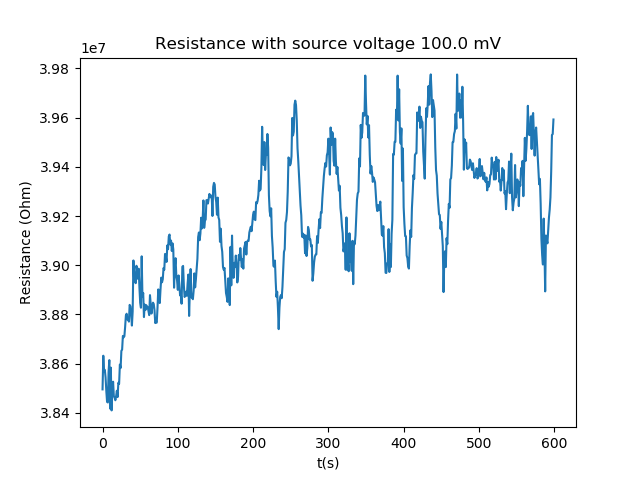 Resistance with source voltage 100.0 mV
1e7
3.98
3.96
3.94
3.92
3.90
3.88
3.86
3.84
Resistance (Ohm)
0 100 200 300 400 500 600
t(s)